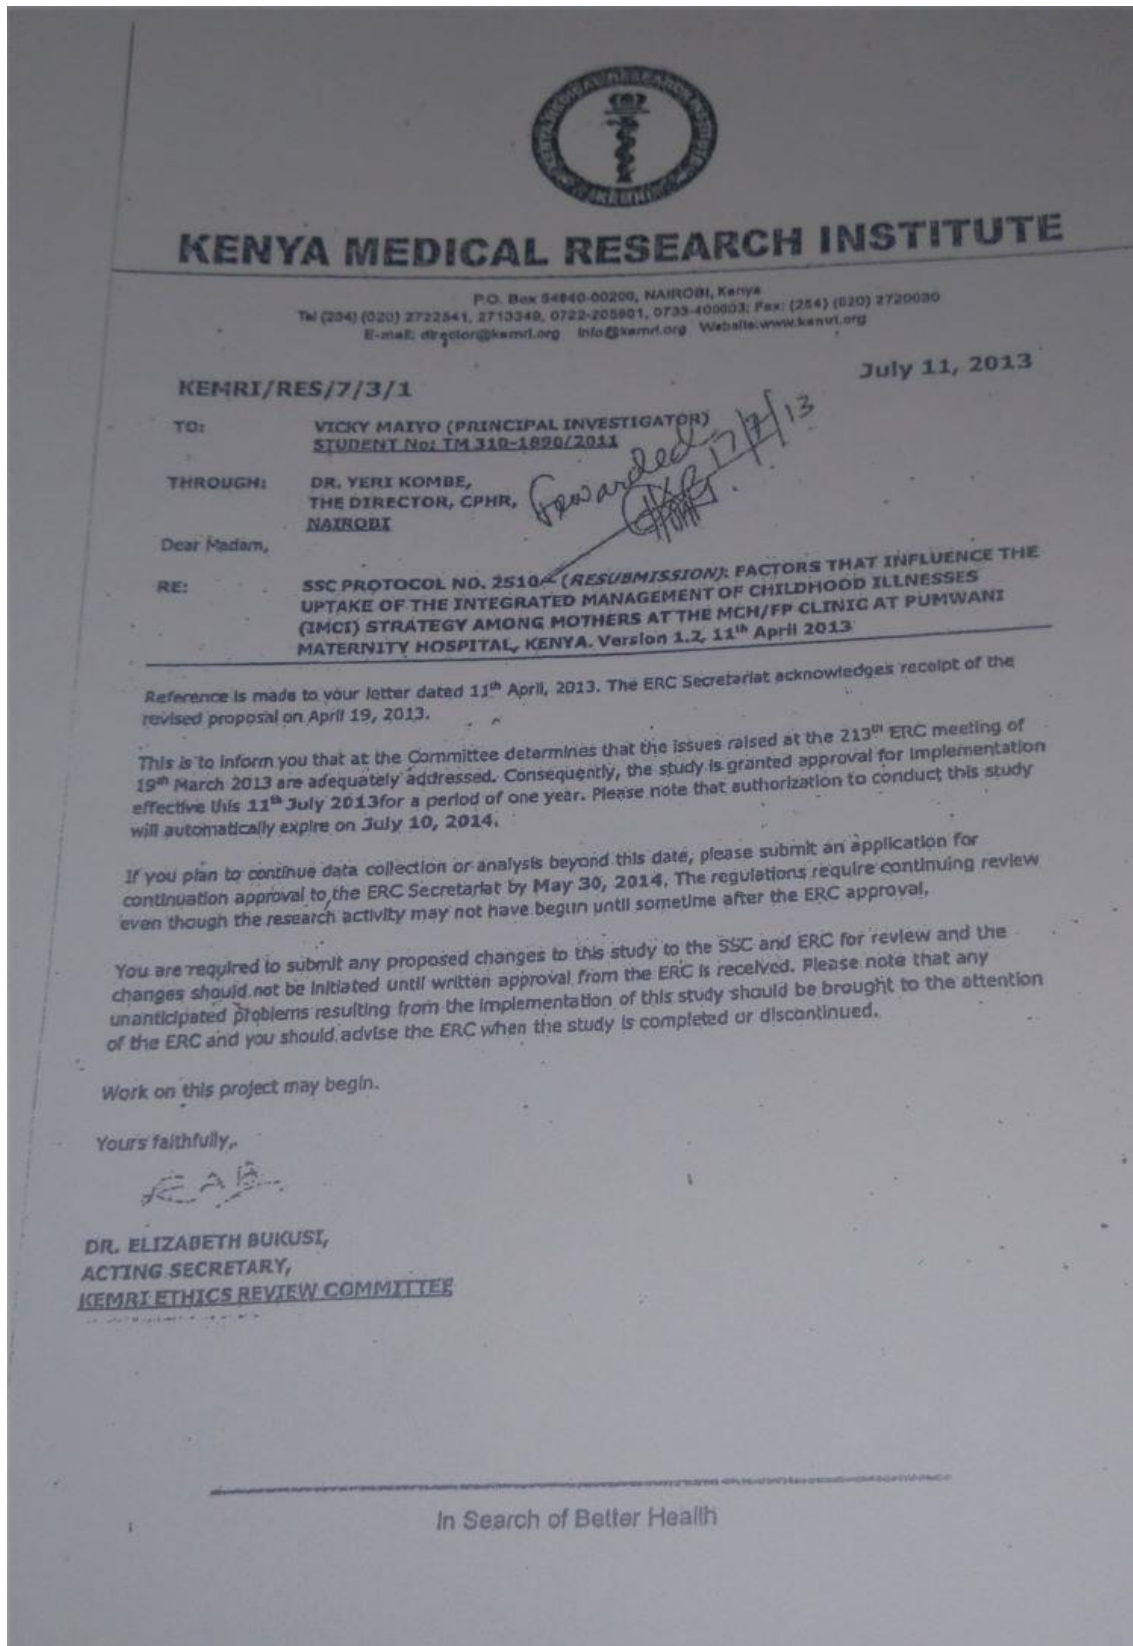 KENYA MEDICAL RESEARCH INSTITUTE
KEMRI
KENYA MEDICAL RESEARCH INSTITUTE
P.O. Box 54840-00200, NAIROBI, Kenya
Tel (254) (020) 2722541, 2713349, 0722-205901, 0733-400003; Fax: (254) (020) 2720030
E-mail: director@kemri.org info@kemri.org Website:www.kemri.org
July 11, 2013
KEMRI/RES/7/3/1
TO: VICKY MAIYO (PRINCIPAL INVESTIGATOR)
STUDENT No: TM 310-1890/2011
THROUGH: DR. YERI KOMBE,
THE DIRECTOR, CPHR,
NAIROBI
Forwarded
17/7/13
Dear Madam,
RE: SSC PROTOCOL NO. 2510 – (RESUBMISSION): FACTORS THAT INFLUENCE THE
UPTAKE OF THE INTEGRATED MANAGEMENT OF CHILDHOOD ILLNESSES
(IMCI) STRATEGY AMONG MOTHERS AT THE MCH/FP CLINIC AT PUMWANI
MATERNITY HOSPITAL, KENYA. Version 1.2, 11th April 2013
Reference is made to your letter dated 11th April, 2013. The ERC Secretariat acknowledges receipt of the
revised proposal on April 19, 2013.
This is to inform you that at the Committee determines that the issues raised at the 213th ERC meeting of
19th March 2013 are adequately addressed. Consequently, the study is granted approval for implementation
effective this 11th July 2013for a period of one year. Please note that authorization to conduct this study
will automatically expire on July 10, 2014.
If you plan to continue data collection or analysis beyond this date, please submit an application for
continuation approval to the ERC Secretariat by May 30, 2014. The regulations require continuing review
even though the research activity may not have begun until sometime after the ERC approval.
You are required to submit any proposed changes to this study to the SSC and ERC for review and the
changes should not be initiated until written approval from the ERC is received. Please note that any
unanticipated problems resulting from the implementation of this study should be brought to the attention
of the ERC and you should advise the ERC when the study is completed or discontinued.
Work on this project may begin.
Yours faithfully,
DR. ELIZABETH BUKUSI,
ACTING SECRETARY,
KEMRI ETHICS REVIEW COMMITTEE
In Search of Better Health